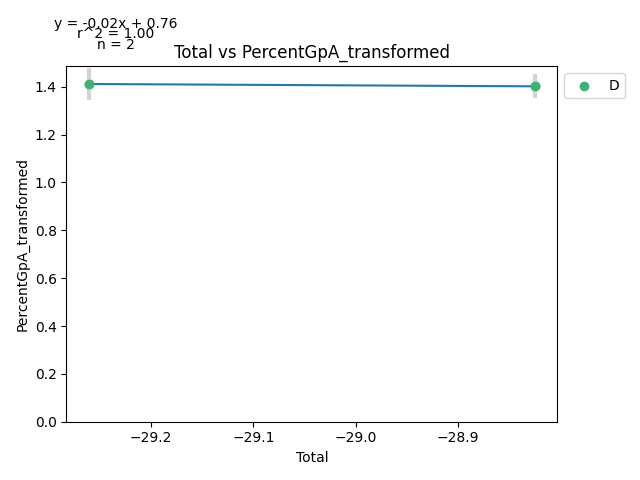 y = -0.02x + 0.76
r^2 = 1.00
n = 2
Total vs PercentGpA_transformed
D
PercentGpA_transformed
1.4
1.2
1.0
0.8
0.6
0.4
0.2
0.0
−29.2 −29.1 −29.0 −28.9
Total